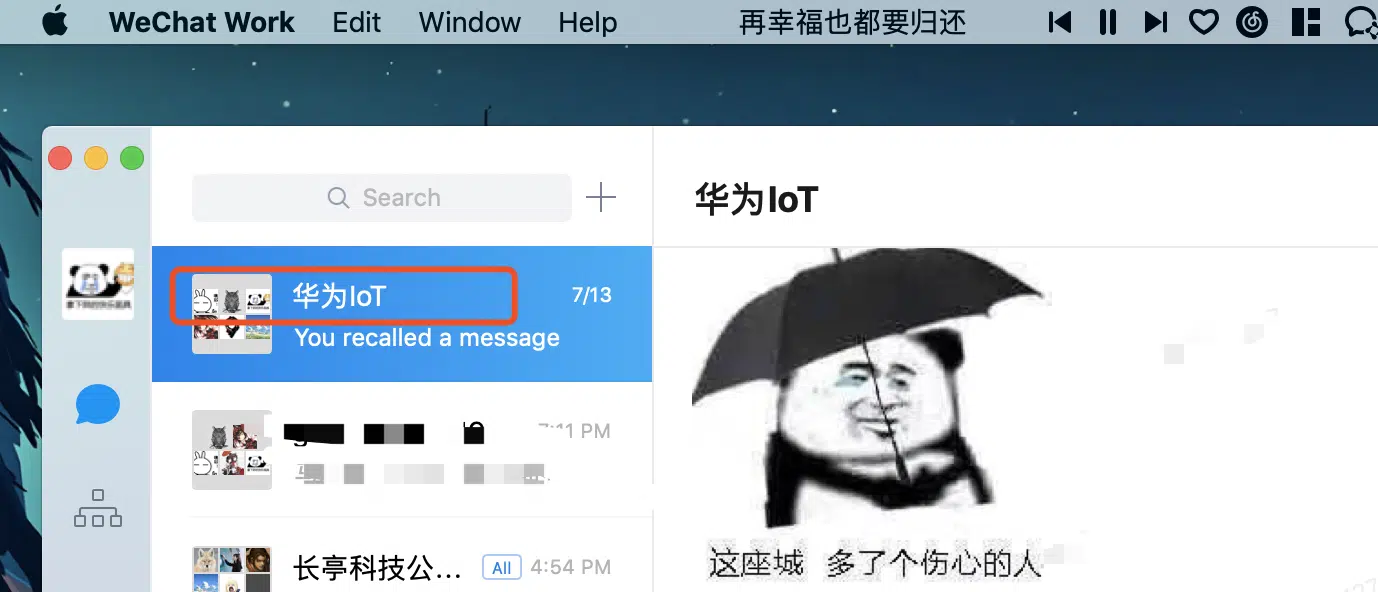 WeChat Work Edit Window Help 再幸福也都要归还
Search
华为IoT
7/13
You recalled a message
7:11 PM
长亭科技公...
All
4:54 PM
华为IoT
这座城 多了个伤心的人